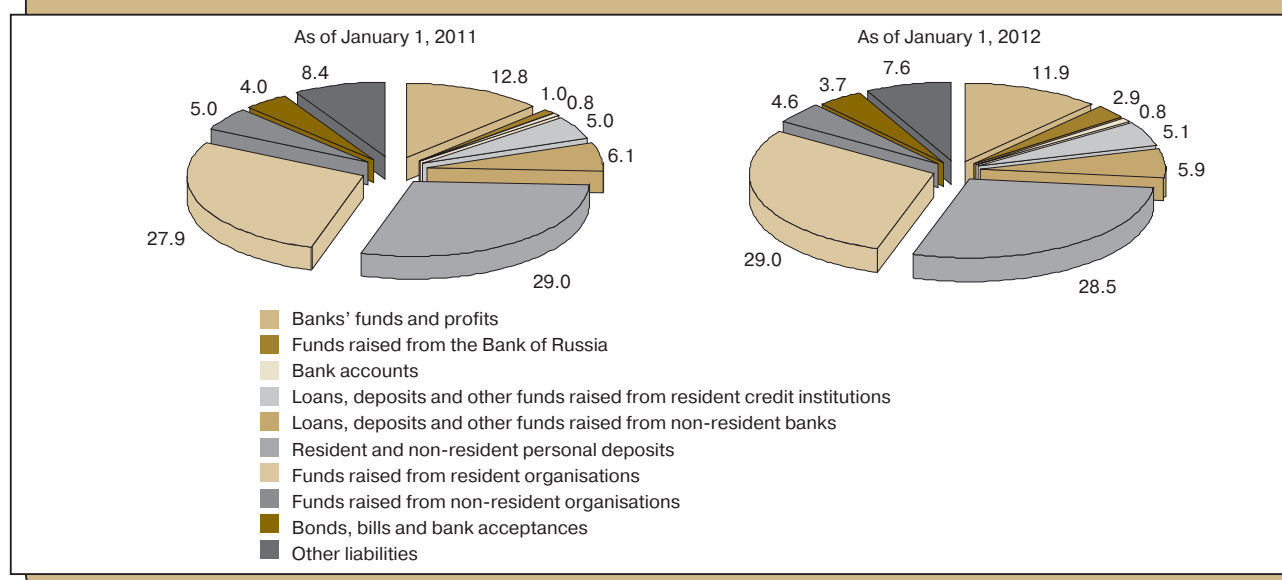 As of January 1, 2011
12.8
1.0
0.8
5.0
6.1
29.0
27.9
5.0
4.0
8.4
As of January 1, 2012
11.9
2.9
0.8
5.1
5.9
28.5
29.0
4.6
3.7
7.6
Banks' funds and profits
Funds raised from the Bank of Russia
Bank accounts
Loans, deposits and other funds raised from resident credit institutions
Loans, deposits and other funds raised from non-resident banks
Resident and non-resident personal deposits
Funds raised from resident organisations
Funds raised from non-resident organisations
Bonds, bills and bank acceptances
Other liabilities